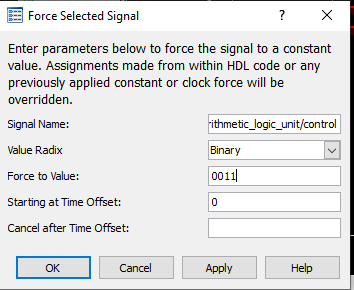 Force Selected Signal
Enter parameters below to force the signal to a constant
value. Assignments made from within HDL code or any
previously applied constant or clock force will be
overridden.
Signal Name: rithmetic_logic_unit/control
Value Radix Binary
Force to Value: 0011
Starting at Time Offset: 0
Cancel after Time Offset:
OK Cancel Apply Help